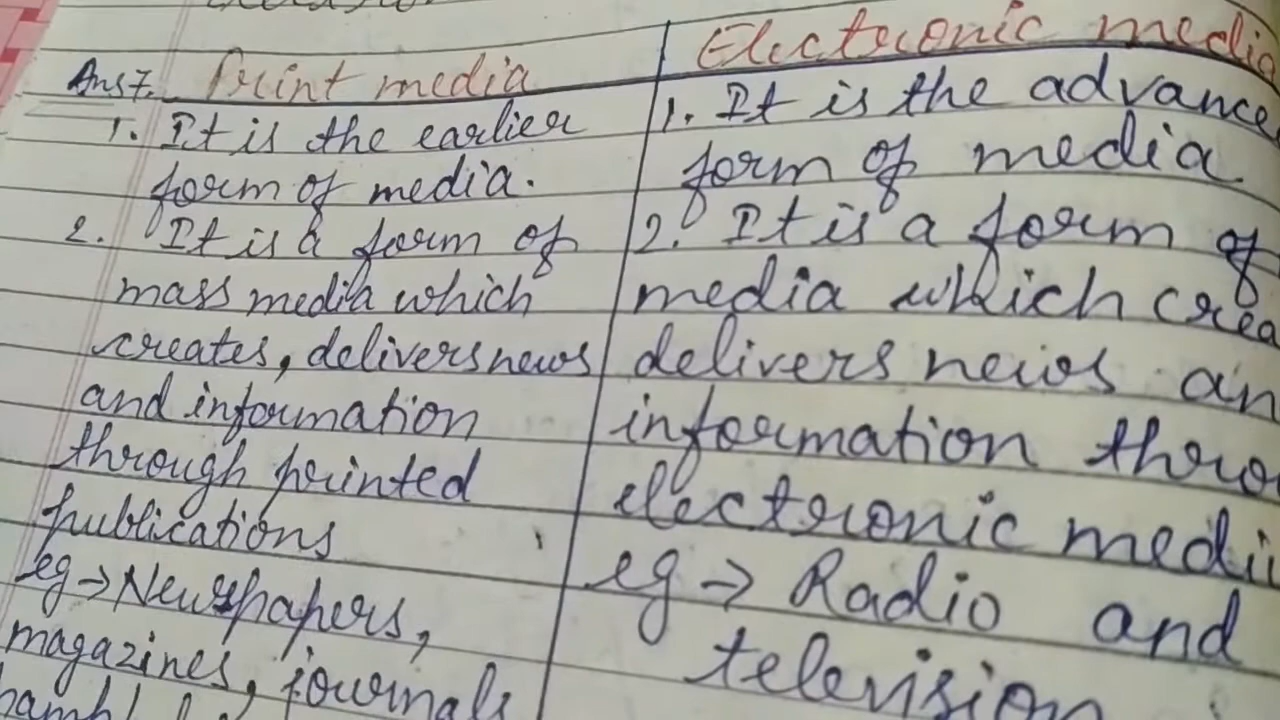 Ans7. Print media
1. It is the earlier
form of media.
2. It is a form of
mass media which
creates, delivers news
and information
through printed
publications
eg → Newspapers,
magazines, journals
Electronic media
1. It is the advance
form of media
2. It is a form of
media which crea
delivers news an
information thro
electronic medi
eg → Radio and
television